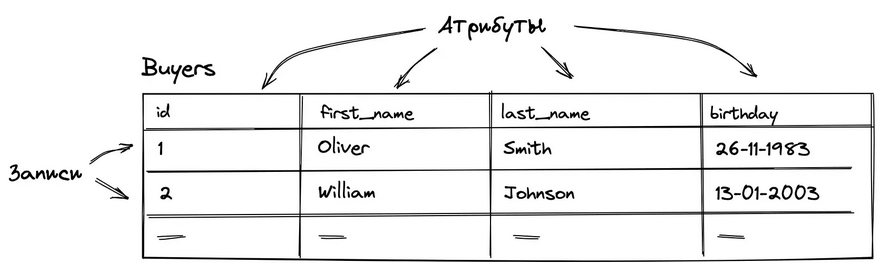 Атрибуты
Buyers
id first_name last_name birthday
1 Oliver Smith 26-11-1983
Записи
2 William Johnson 13-01-2003